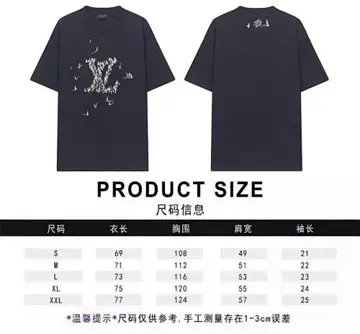 PRODUCT SIZE
尺码信息
尺码 衣长 胸围 肩宽 袖长
S 69 108 49 21
M 71 112 51 22
L 73 116 53 23
XL 75 120 55 24
XXL 77 124 57 25
*温馨提示*尺码仅供参考,手工测量存在1-3cm误差